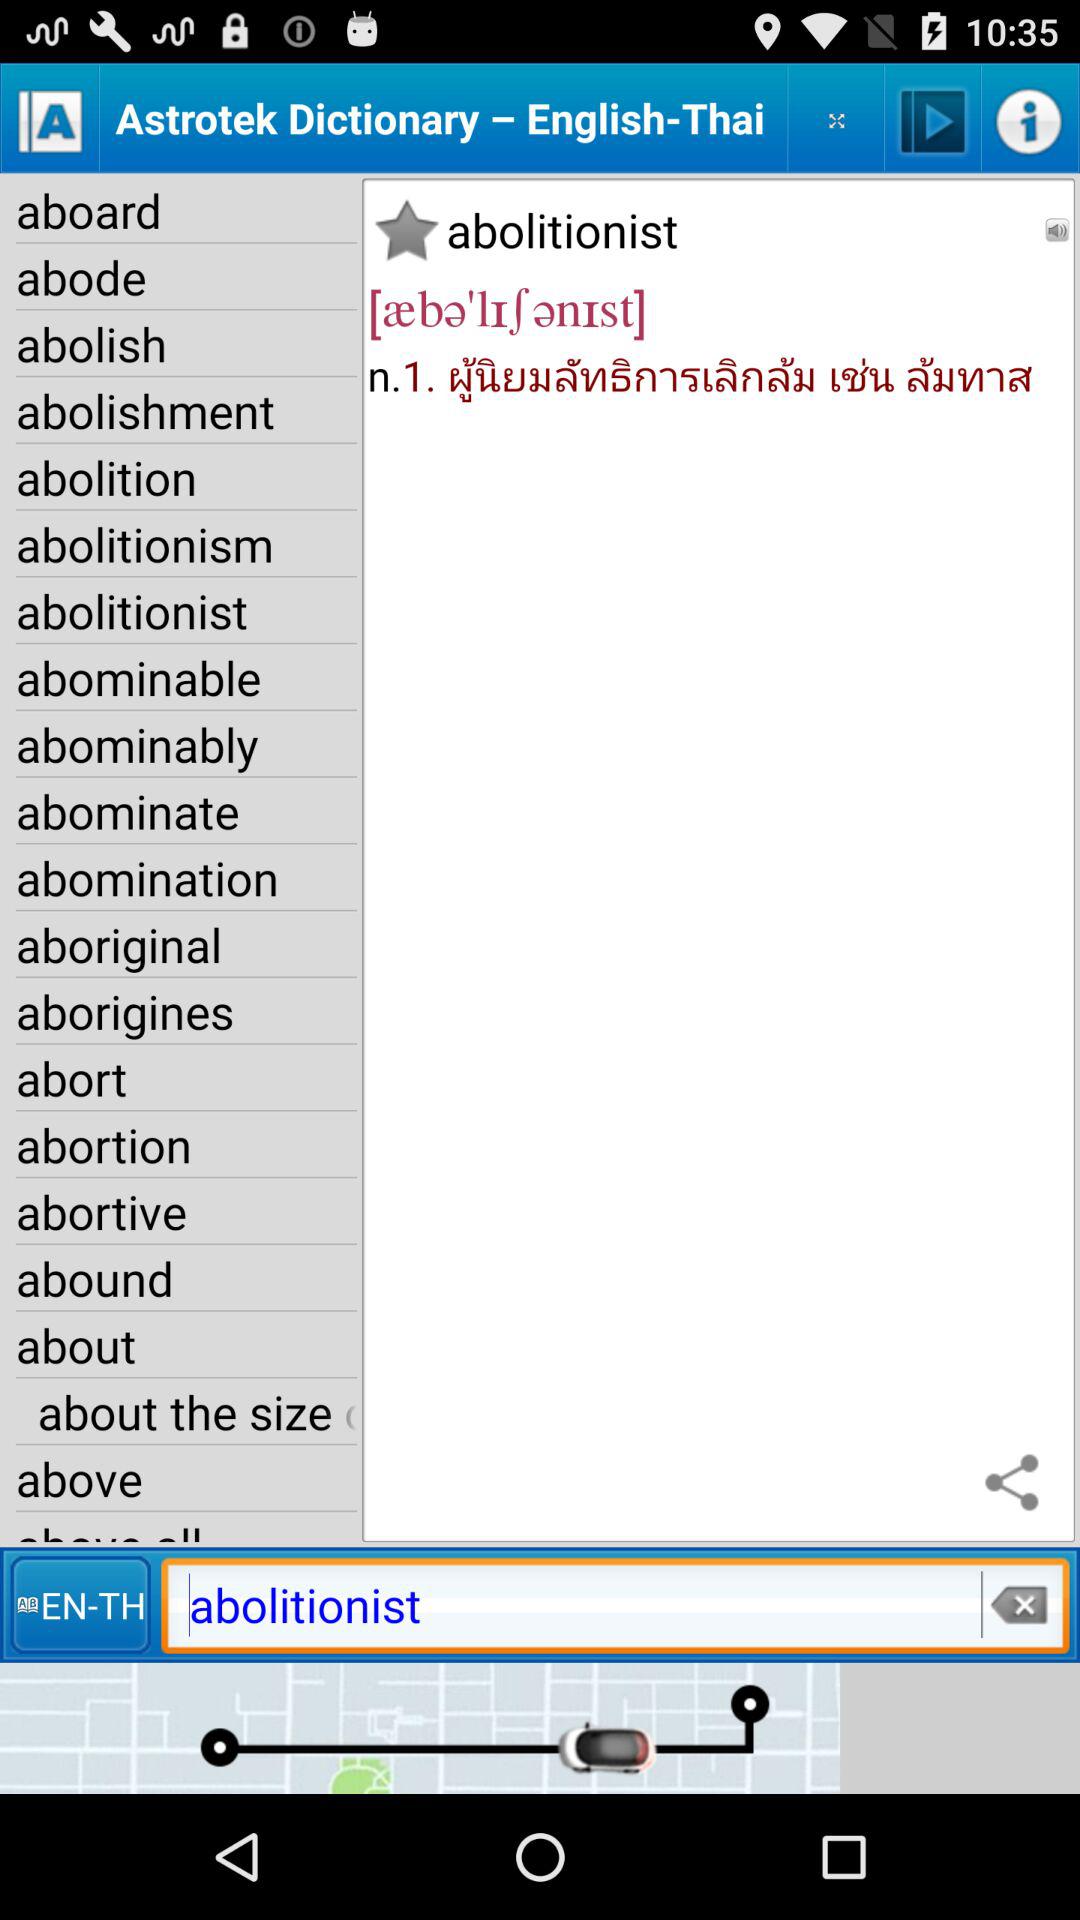 10:35
A Astrotek Dictionary – English-Thai
aboard
abode
abolish
abolishment
abolition
abolitionism
abolitionist
abominable
abominably
abominate
abomination
aboriginal
aborigines
abort
abortion
abortive
abound
about
about the size
above
above all
abolitionist
[æbə'lɪʃənɪst]
n.1. ผู้นิยมลัทธิการเลิกล้ม เช่น ล้มทาส
EN-TH abolitionist